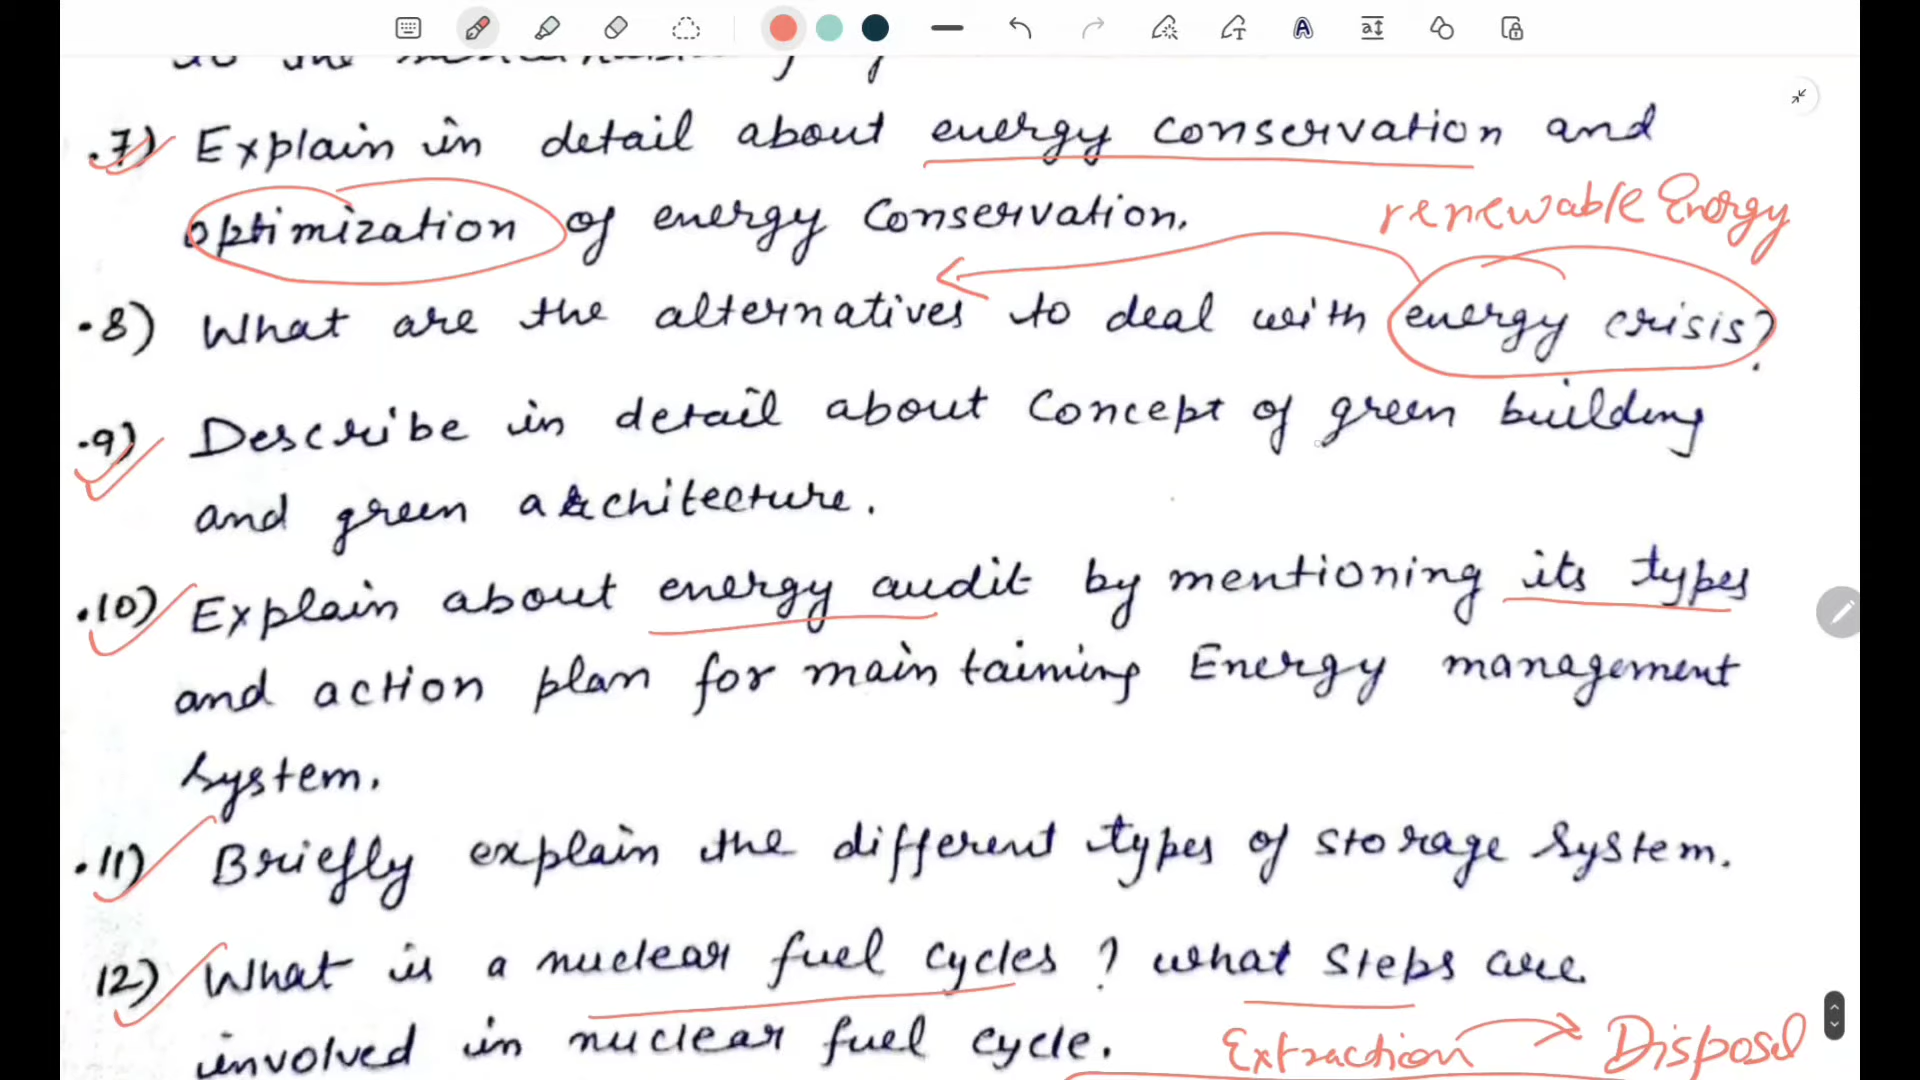 .7) Explain in detail about energy conservation and
optimization of energy Conservation.
renewable Energy
.8) What are the alternatives to deal with energy crisis?
.9) Describe in detail about Concept of green building
and green architecture.
.10) Explain about energy audit by mentioning its types
and action plan for maintaining Energy management
System.
.11) Briefly explain the different types of storage System.
12) What is a nuclear fuel cycles? what steps are
involved in nuclear fuel cycle.
Extraction → Disposal